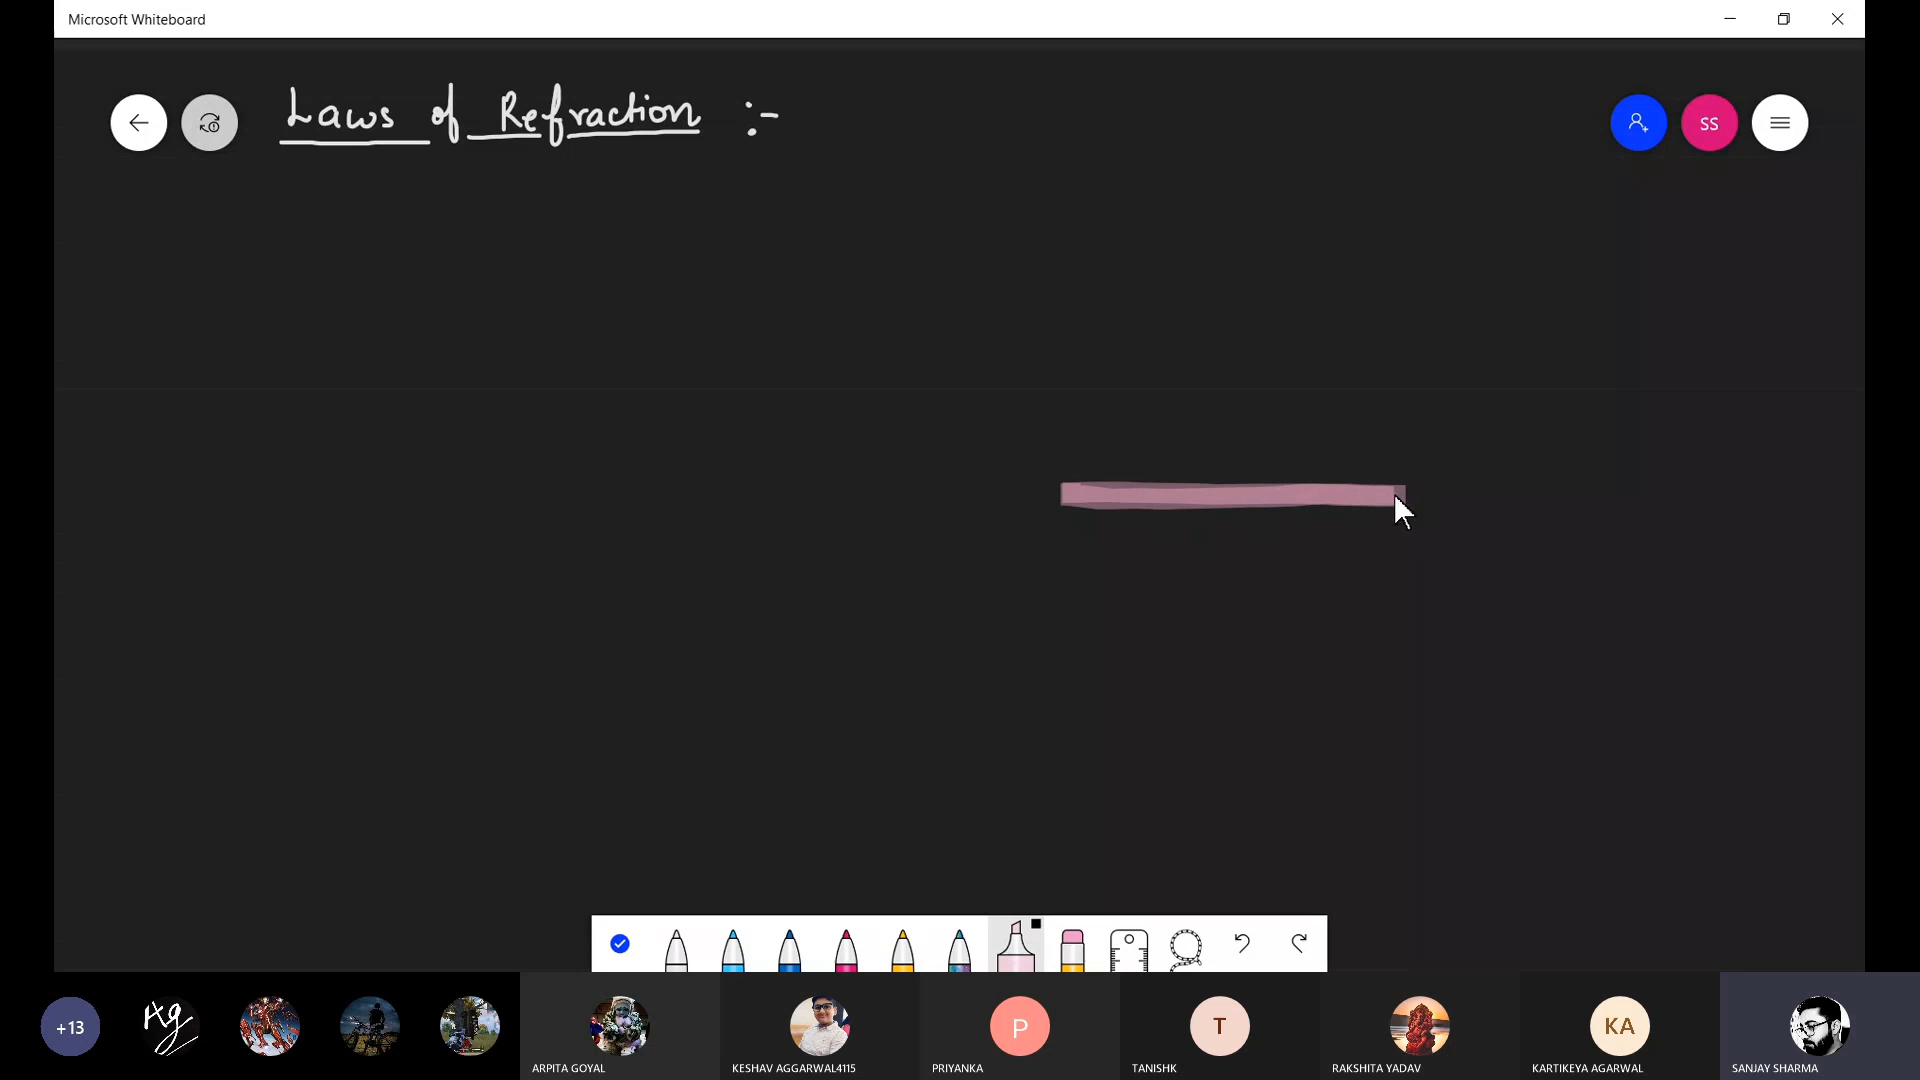 Microsoft Whiteboard
Laws of Refraction :-
SS
+13
Ag
P
T
KA
ARPITA GOYAL
KESHAV AGGARWAL4115
PRIYANKA
TANISHK
RAKSHITA YADAV
KARTIKEYA AGARWAL
SANJAY SHARMA